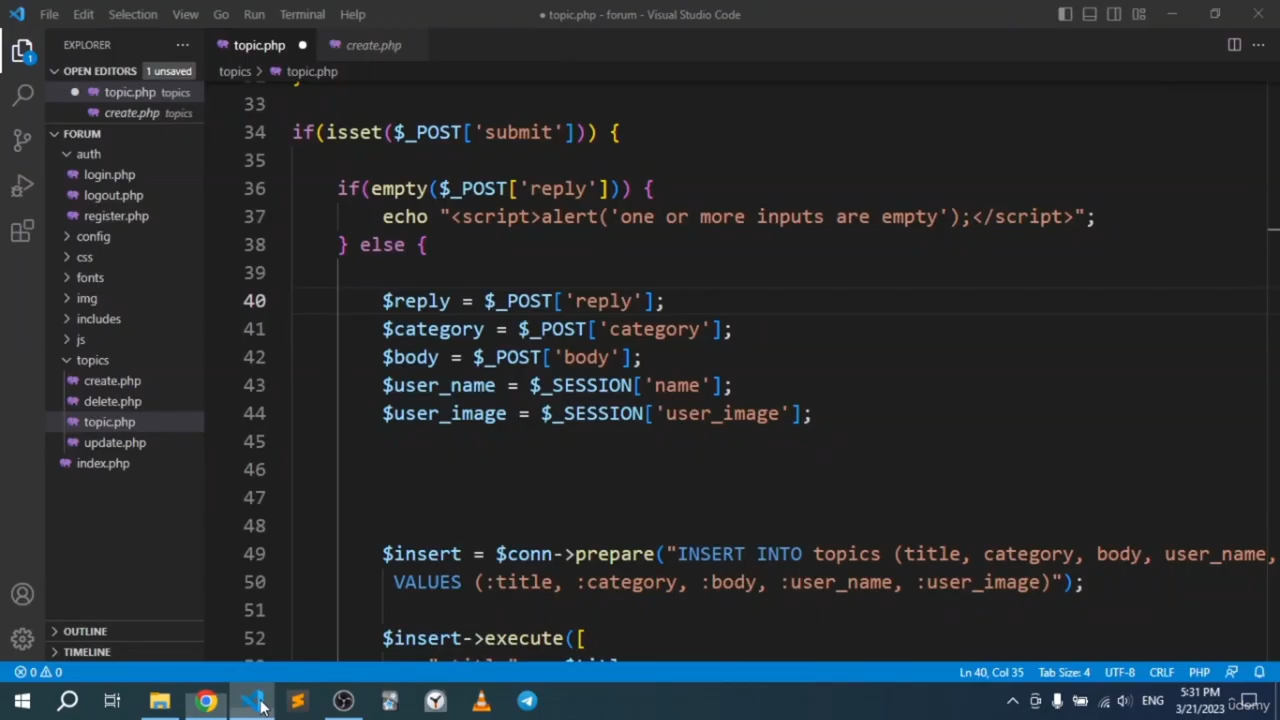 File Edit Selection View Go Run Terminal Help ● topic.php - forum - Visual Studio Code
EXPLORER ··· topic.php ● create.php ···
OPEN EDITORS 1 unsaved topics > topic.php
● topic.php topics
create.php topics
FORUM
auth
login.php
logout.php
register.php
config
css
fonts
img
includes
js
topics
create.php
delete.php
topic.php
update.php
index.php
OUTLINE
TIMELINE
33
34 if(isset($_POST['submit'])) {
35
36 if(empty($_POST['reply'])) {
37 echo "<script>alert('one or more inputs are empty');</script>";
38 } else {
39
40 $reply = $_POST['reply'];
41 $category = $_POST['category'];
42 $body = $_POST['body'];
43 $user_name = $_SESSION['name'];
44 $user_image = $_SESSION['user_image'];
45
46
47
48
49 $insert = $conn->prepare("INSERT INTO topics (title, category, body, user_name,
50 VALUES (:title, :category, :body, :user_name, :user_image)");
51
52 $insert->execute([
0 0 Ln 40, Col 35 Tab Size: 4 UTF-8 CRLF PHP
1
ENG 5:31 PM
3/21/2023
udemy